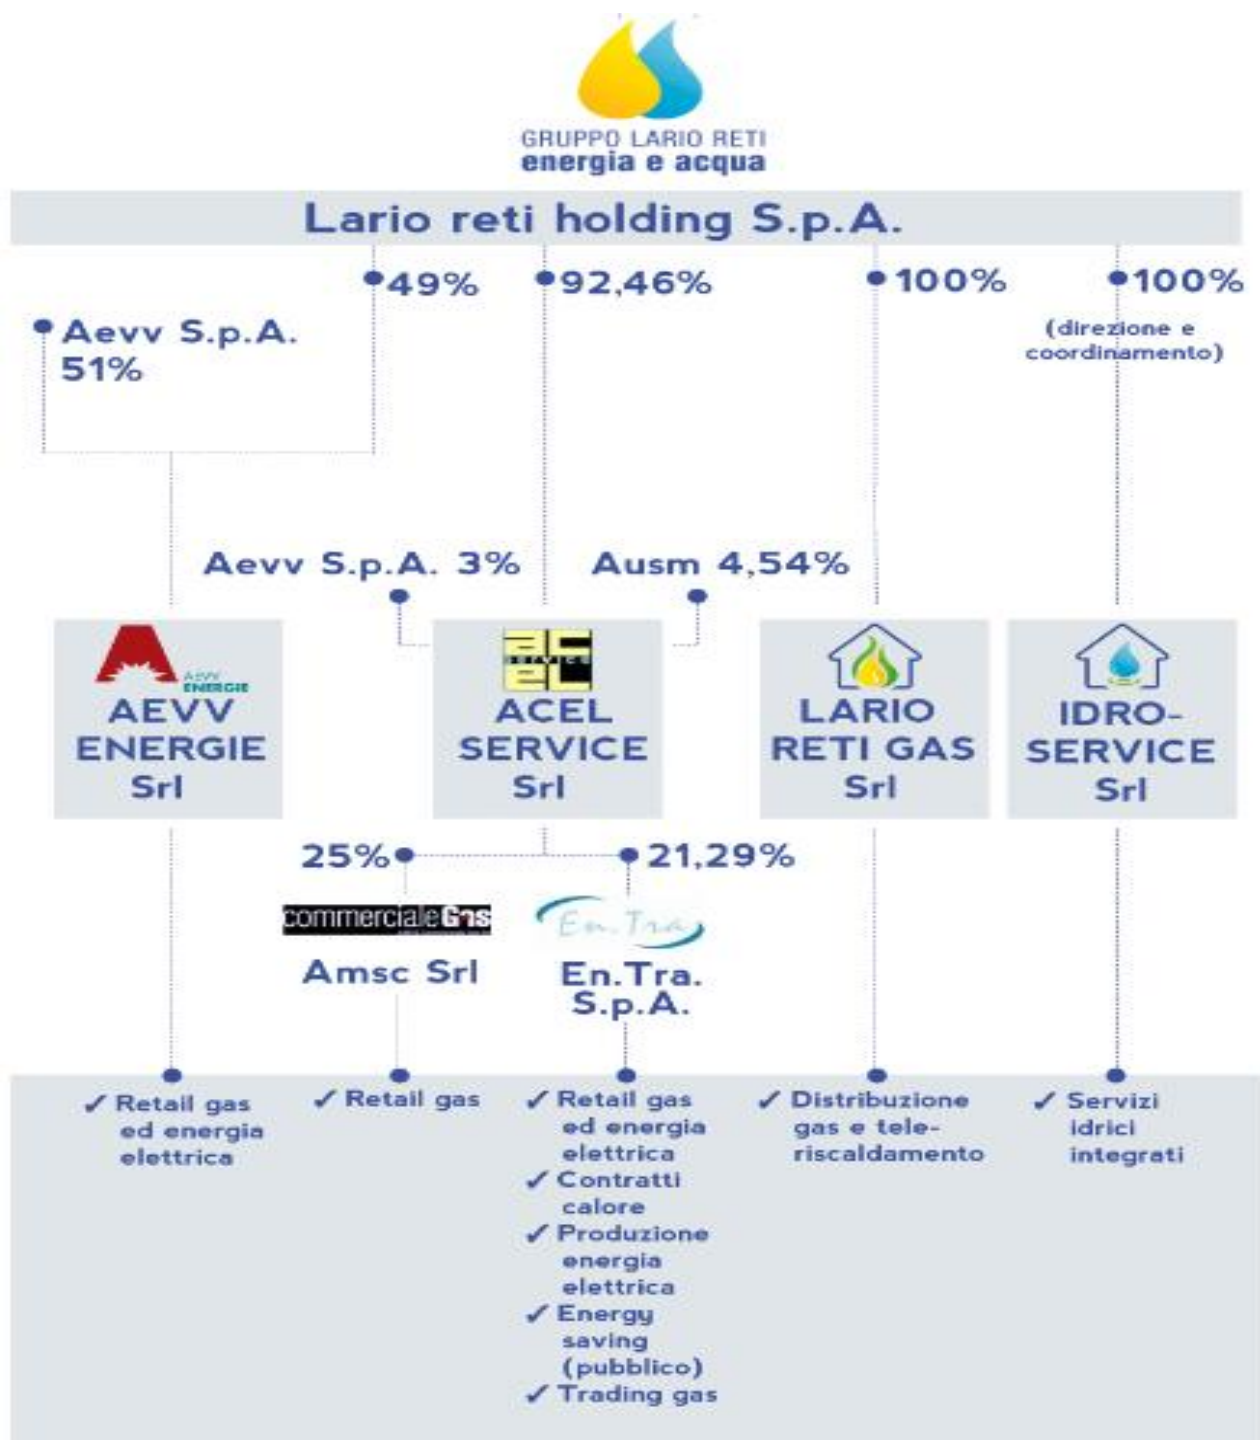 GRUPPO LARIO RETI
energia e acqua
Lario reti holding S.p.A.
49%
92,46%
100%
100%
(direzione e
coordinamento)
Aevv S.p.A.
51%
Aevv S.p.A. 3%
Ausm 4,54%
AEVV
ENERGIE
AEVV
ENERGIE
Srl
acel
service
ACEL
SERVICE
Srl
LARIO
RETI GAS
Srl
IDRO-
SERVICE
Srl
25%
21,29%
commercialeGas
Amsc Srl
En.Tra
En.Tra.
S.p.A.
✓ Retail gas
ed energia
elettrica
✓ Retail gas
✓ Retail gas
ed energia
elettrica
✓ Contratti
calore
✓ Produzione
energia
elettrica
✓ Energy
saving
(pubblico)
✓ Trading gas
✓ Distribuzione
gas e tele-
riscaldamento
✓ Servizi
idrici
integrati